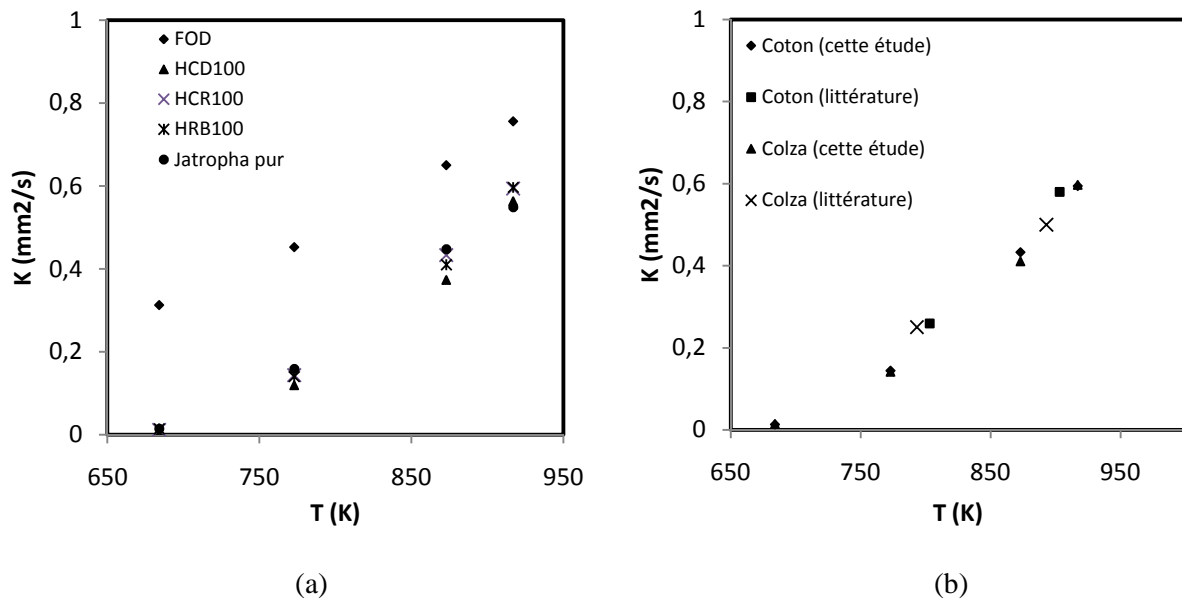 1
0,8
0,6
0,4
0,2
0
K (mm2/s)
650
750
850
950
T (K)
FOD
HCD100
HCR100
HRB100
Jatropha pur
(a)
1
0,8
0,6
0,4
0,2
0
K (mm2/s)
650
750
850
950
T (K)
Coton (cette étude)
Coton (littérature)
Colza (cette étude)
Colza (littérature)
(b)